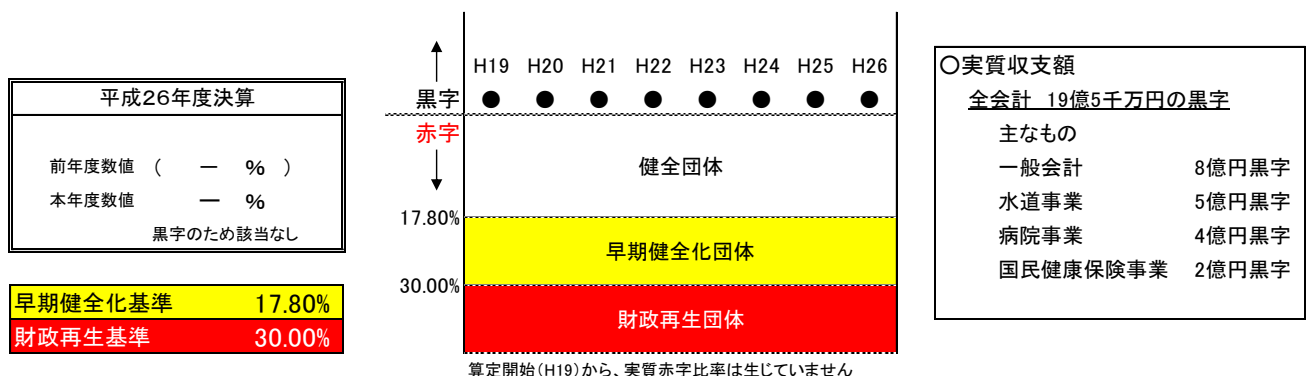 平成26年度決算
前年度数値 ( － % )
本年度数値 － %
黒字のため該当なし
早期健全化基準 17.80%
財政再生基準 30.00%
H19 H20 H21 H22 H23 H24 H25 H26
黒字 ● ● ● ● ● ● ● ●
赤字
健全団体
17.80%
早期健全化団体
30.00%
財政再生団体
算定開始(H19)から、実質赤字比率は生じていません
○実質収支額
全会計 19億5千万円の黒字
主なもの
一般会計 8億円黒字
水道事業 5億円黒字
病院事業 4億円黒字
国民健康保険事業 2億円黒字